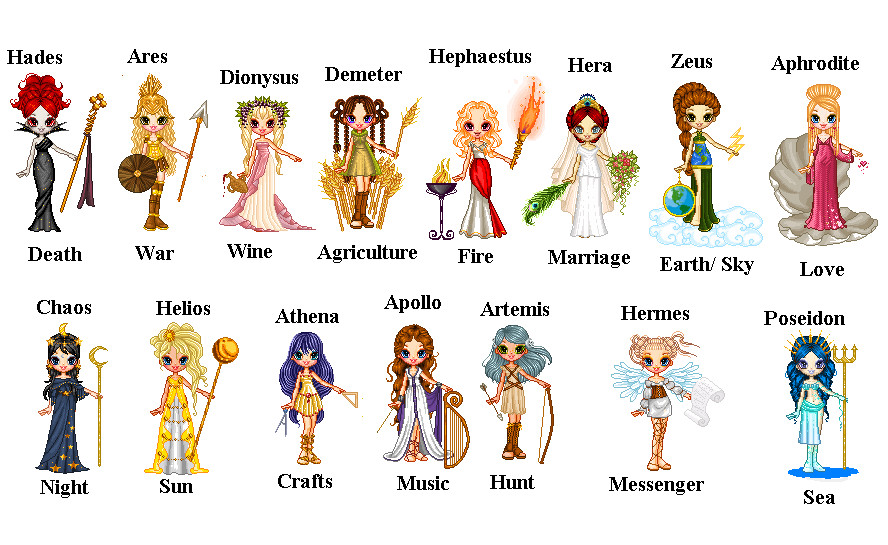 Hades Ares Dionysus Demeter Hephaestus Hera Zeus Aphrodite
Death War Wine Agriculture Fire Marriage Earth/ Sky Love
Chaos Helios Athena Apollo Artemis Hermes Poseidon
Night Sun Crafts Music Hunt Messenger Sea